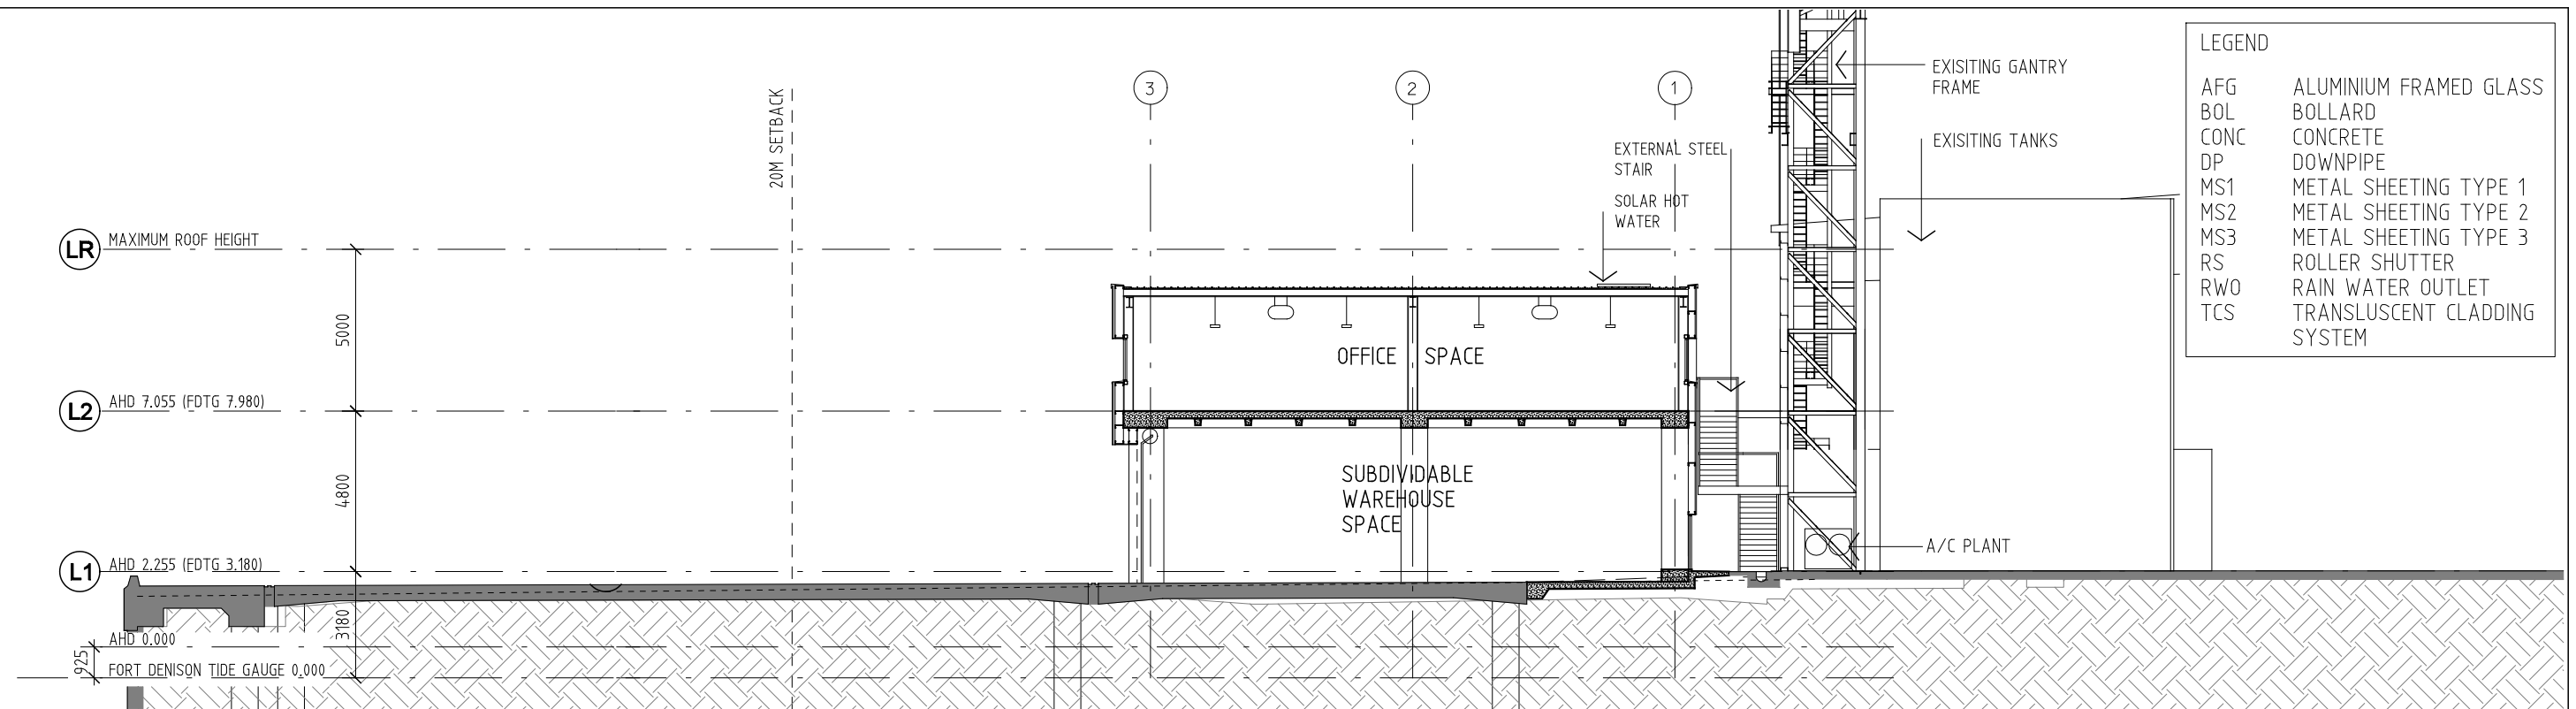 LEGEND
AFG ALUMINIUM FRAMED GLASS
BOL BOLLARD
CONC CONCRETE
DP DOWNPIPE
MS1 METAL SHEETING TYPE 1
MS2 METAL SHEETING TYPE 2
MS3 METAL SHEETING TYPE 3
RS ROLLER SHUTTER
RWO RAIN WATER OUTLET
TCS TRANSLUSCENT CLADDING
SYSTEM
20M SETBACK
3
2
1
EXISITING GANTRY
FRAME
EXISITING TANKS
EXTERNAL STEEL
STAIR
SOLAR HOT
WATER
LR MAXIMUM ROOF HEIGHT
5000
OFFICE SPACE
L2 AHD 7.055 (FDTG 7.980)
4800
SUBDIVIDABLE
WAREHOUSE
SPACE
A/C PLANT
L1 AHD 2.255 (FDTG 3.180)
3180
AHD 0.000
925
FORT DENISON TIDE GAUGE 0.000